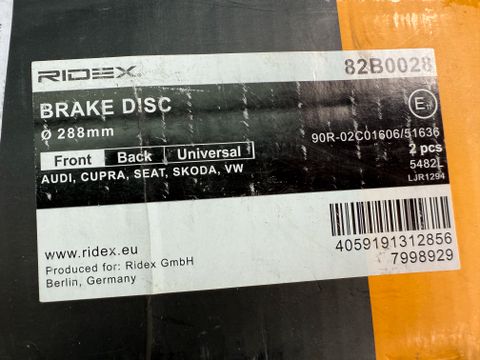 RIDEX 82B0028
BRAKE DISC
Ø 288mm
90R-02C01606/51636
2 pcs
Front Back Universal
5482L
AUDI, CUPRA, SEAT, SKODA, VW
LJR1294
www.ridex.eu
4059191312856
Produced for: Ridex GmbH
7998929
Berlin, Germany